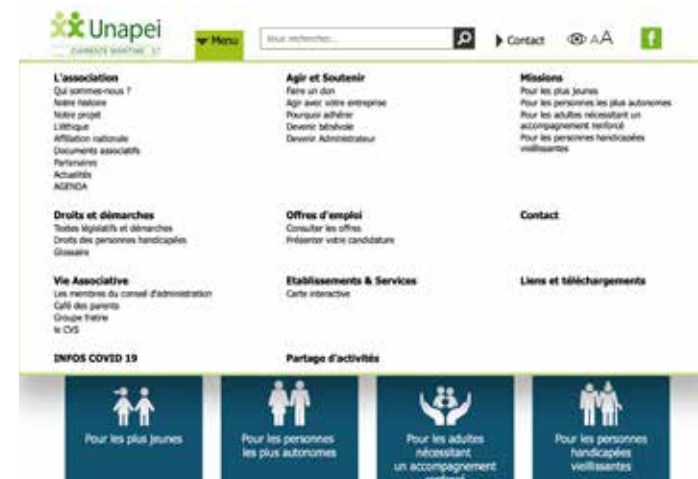 Unapei
CHARENTE MARITIME 17
Menu
Vous recherchez...
Contact
AA
f
L'association
Qui sommes-nous ?
Notre histoire
Notre projet
L'éthique
Affiliation nationale
Documents associatifs
Partenaires
Actualités
AGENDA
Agir et Soutenir
Faire un don
Agir avec votre entreprise
Pourquoi adhérer
Devenir bénévole
Devenir Administrateur
Missions
Pour les plus jeunes
Pour les personnes les plus autonomes
Pour les adultes nécessitant un
accompagnement renforcé
Pour les personnes handicapées
vieillissantes
Droits et démarches
Textes législatifs et démarches
Droits des personnes handicapées
Glossaire
Offres d'emploi
Consulter les offres
Présenter votre candidature
Contact
Vie Associative
Les membres du conseil d'administration
Café des parents
Groupe fratrie
le CVS
Etablissements & Services
Carte interactive
Liens et téléchargements
INFOS COVID 19
Partage d'activités
Pour les plus jeunes
Pour les personnes
les plus autonomes
Pour les adultes
nécessitant
un accompagnement
renforcé
Pour les personnes
handicapées
vieillissantes